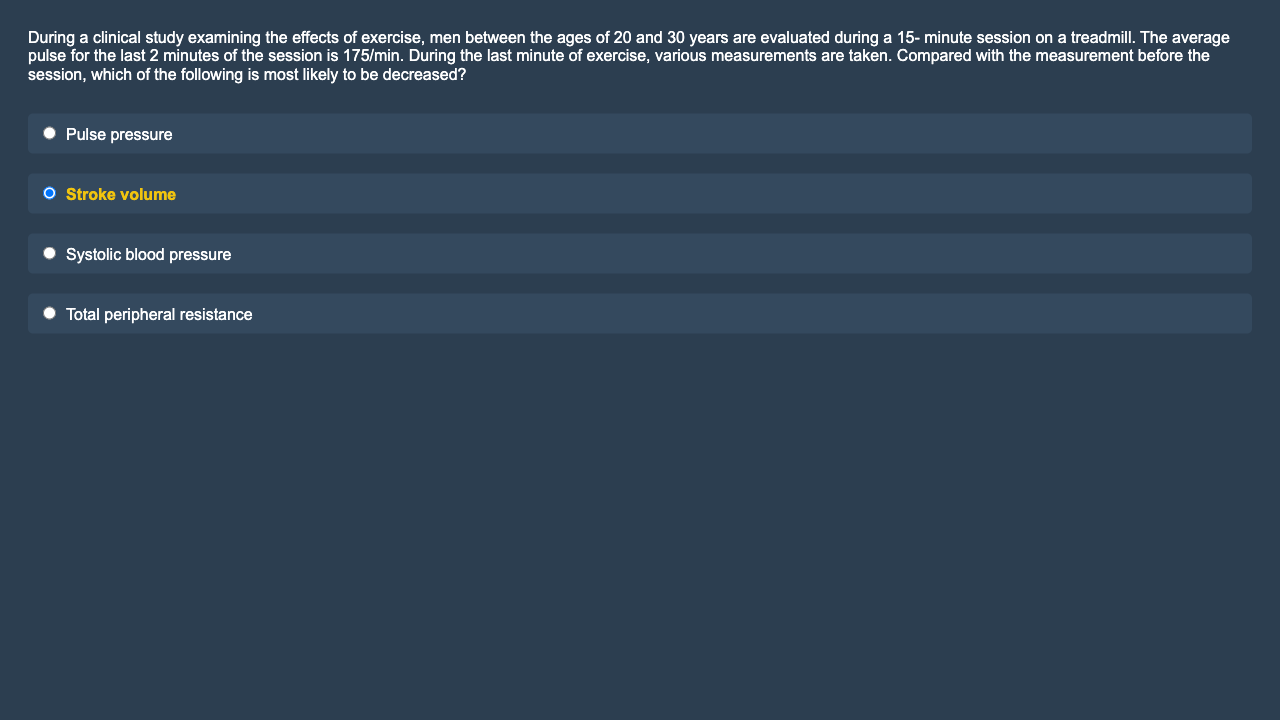 During a clinical study examining the effects of exercise, men between the ages of 20 and 30 years are evaluated during a 15- minute session on a treadmill. The average
pulse for the last 2 minutes of the session is 175/min. During the last minute of exercise, various measurements are taken. Compared with the measurement before the
session, which of the following is most likely to be decreased?
Pulse pressure
Stroke volume
Systolic blood pressure
Total peripheral resistance